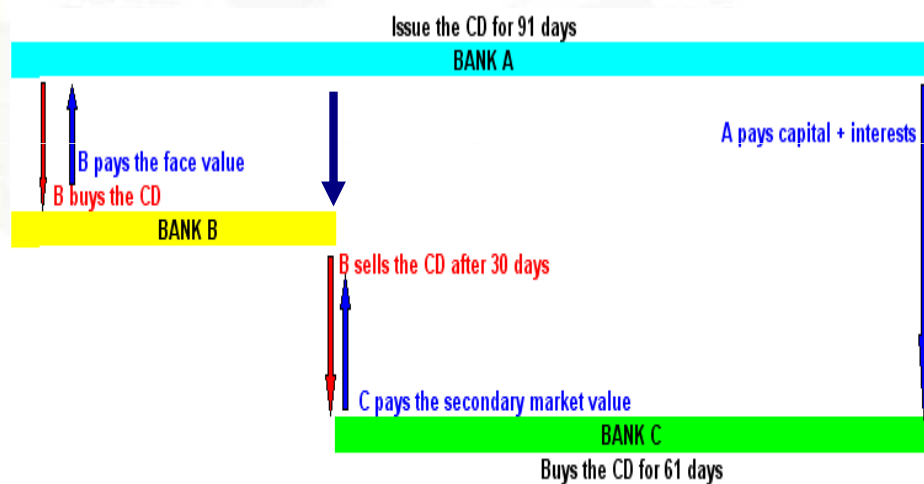 Issue the CD for 91 days
BANK A
A pays capital + interests
B pays the face value
B buys the CD
BANK B
B sells the CD after 30 days
C pays the secondary market value
BANK C
Buys the CD for 61 days